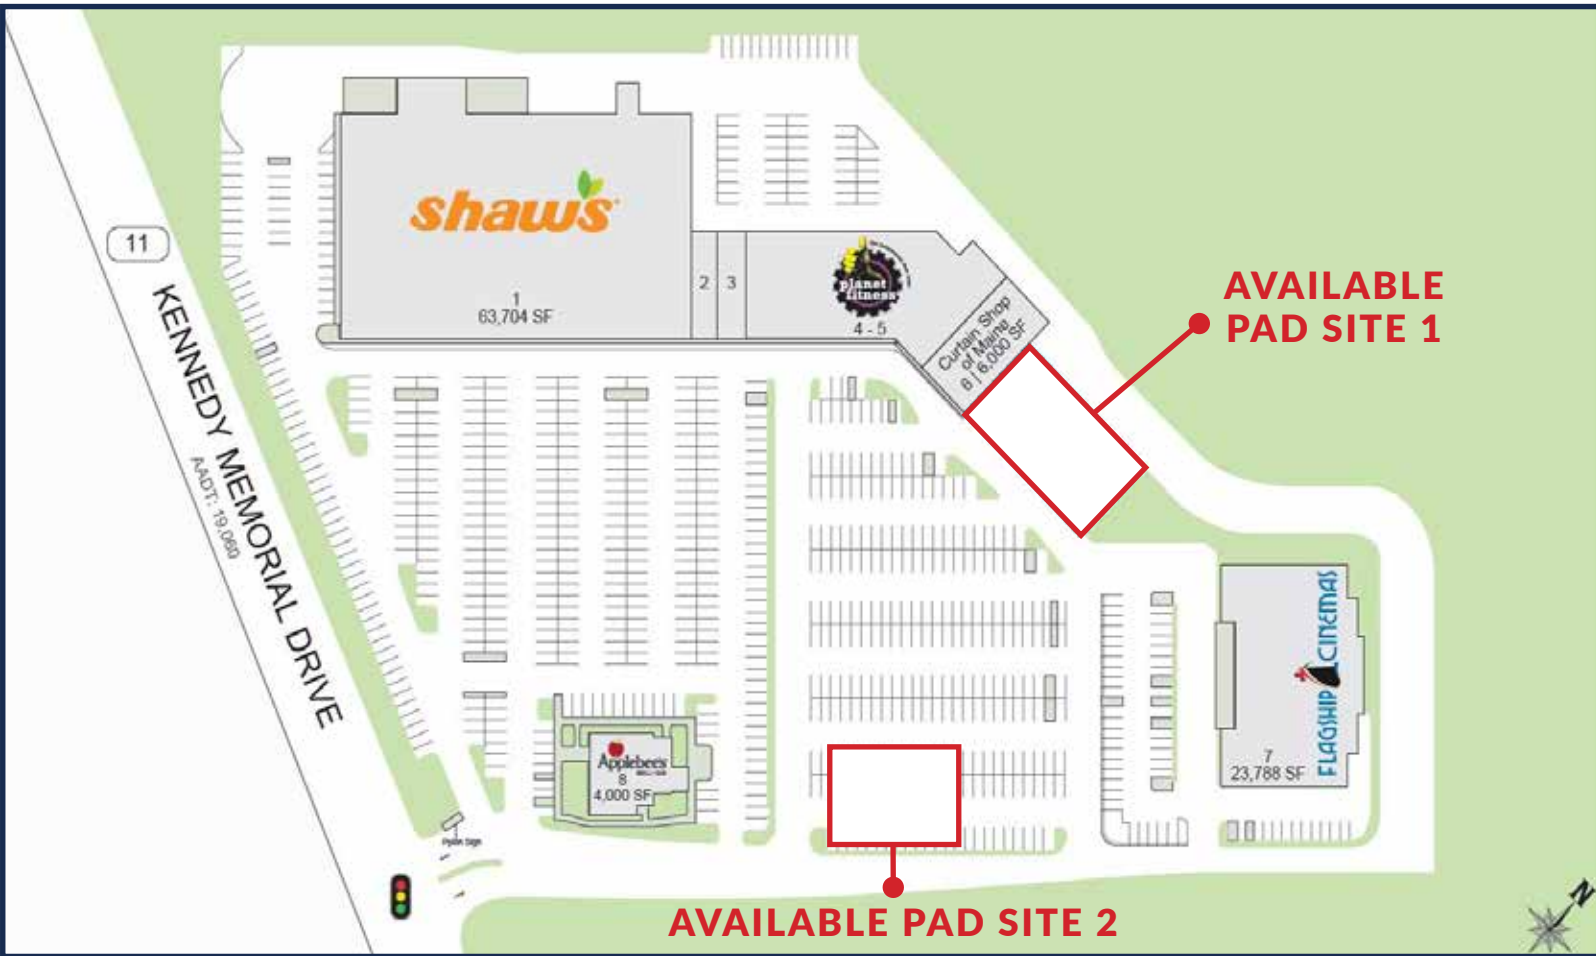 shaw's
1
63,704 SF
2
3
planet
fitness
4 - 5
Curtain Shop
of Maine
6 | 6,000 SF
11
KENNEDY MEMORIAL DRIVE
AADT: 19,060
AVAILABLE
PAD SITE 1
Applebee's
8
4,000 SF
FLAGSHIP CINEMAS
7
23,788 SF
Pylon Sign
AVAILABLE PAD SITE 2
N